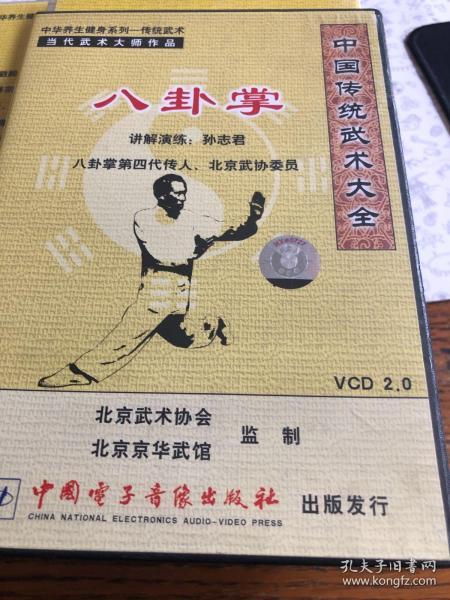 中华养生健身系列—传统武术
当代武术大师作品
八卦掌
讲解演练：孙志君
八卦掌第四代传人、北京武协委员
中国传统武术大全
VCD 2.0
北京武术协会
北京京华武馆
监制
中國電子音像出版社
出版发行
CHINA NATIONAL ELECTRONICS AUDIO-VIDEO PRESS
孔夫子旧书网
www.kongfz.com